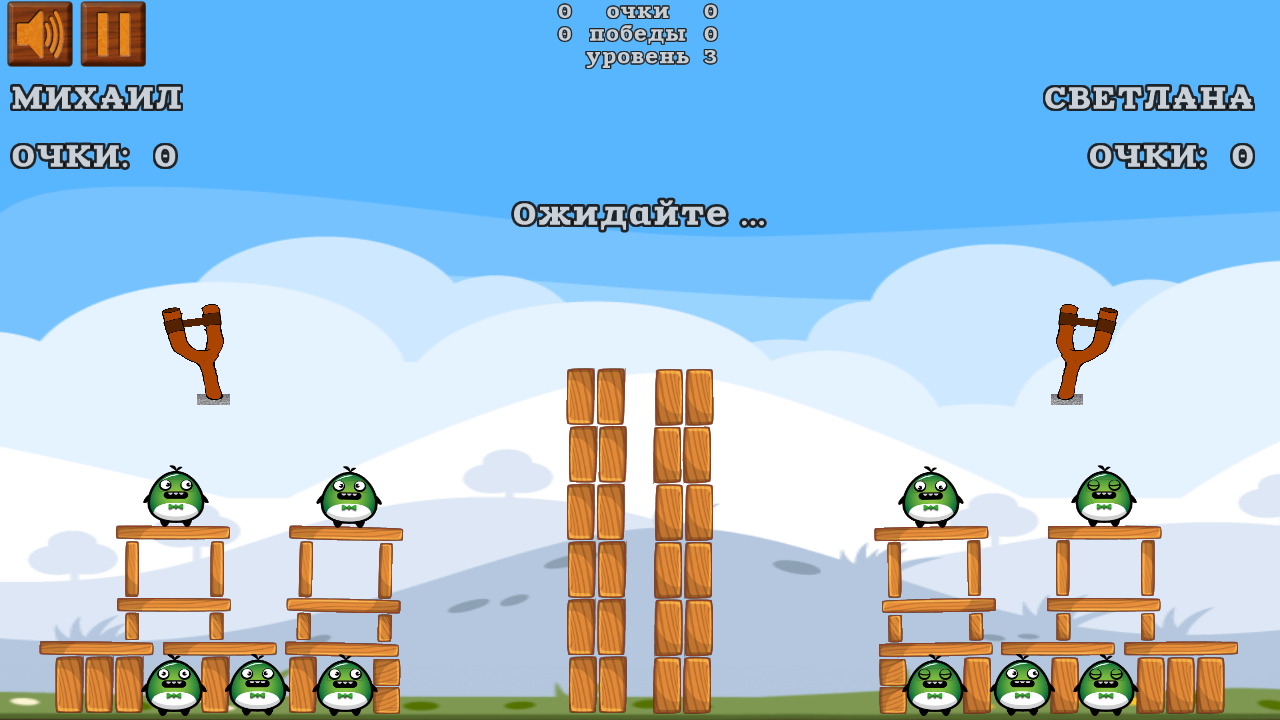 0 очки 0
0 победы 0
уровень 3
МИХАИЛ
СВЕТЛАНА
ОЧКИ: 0
ОЧКИ: 0
Ожидайте ...